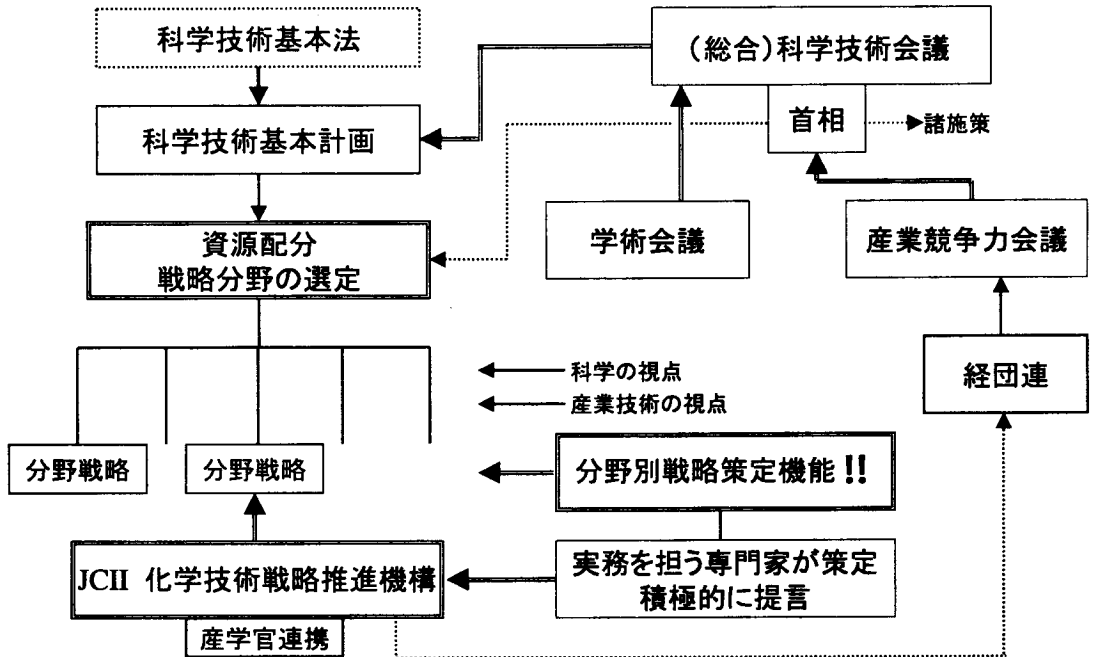 科学技術基本法
(総合)科学技術会議
科学技術基本計画
首相
諸施策
資源配分
戦略分野の選定
学術会議
産業競争力会議
科学の視点
産業技術の視点
経団連
分野戦略
分野戦略
分野別戦略策定機能!!
JCII 化学技術戦略推進機構
実務を担う専門家が策定
積極的に提言
産学官連携